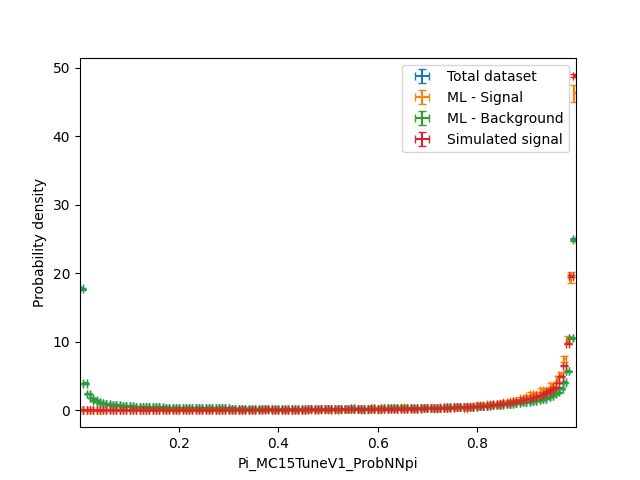 50
40
30
20
10
0
Probability density
0.2
0.4
0.6
0.8
Pi_MC15TuneV1_ProbNNpi
Total dataset
ML - Signal
ML - Background
Simulated signal